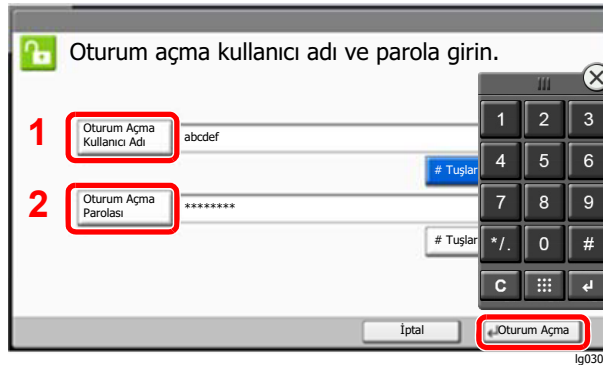 Oturum açma kullanıcı adı ve parola girin.
1
Oturum Açma
Kullanıcı Adı
abcdef
# Tuşlar
2
Oturum Açma
Parolası
********
# Tuşlar
1 2 3
4 5 6
7 8 9
*/. 0 #
C
İptal
Oturum Açma
lg030